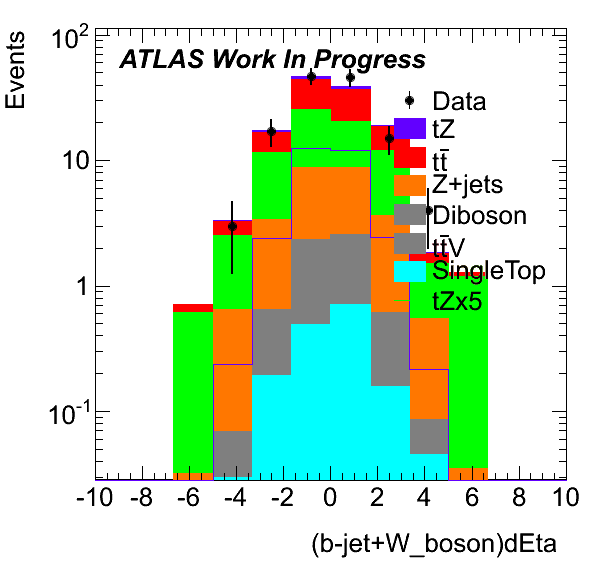 ATLAS Work In Progress
Events
10²
10
1
10⁻¹
Data
tZ
tt̄
Z+jets
Diboson
tt̄V
SingleTop
tZx5
-10 -8 -6 -4 -2 0 2 4 6 8 10
(b-jet+W_boson)dEta